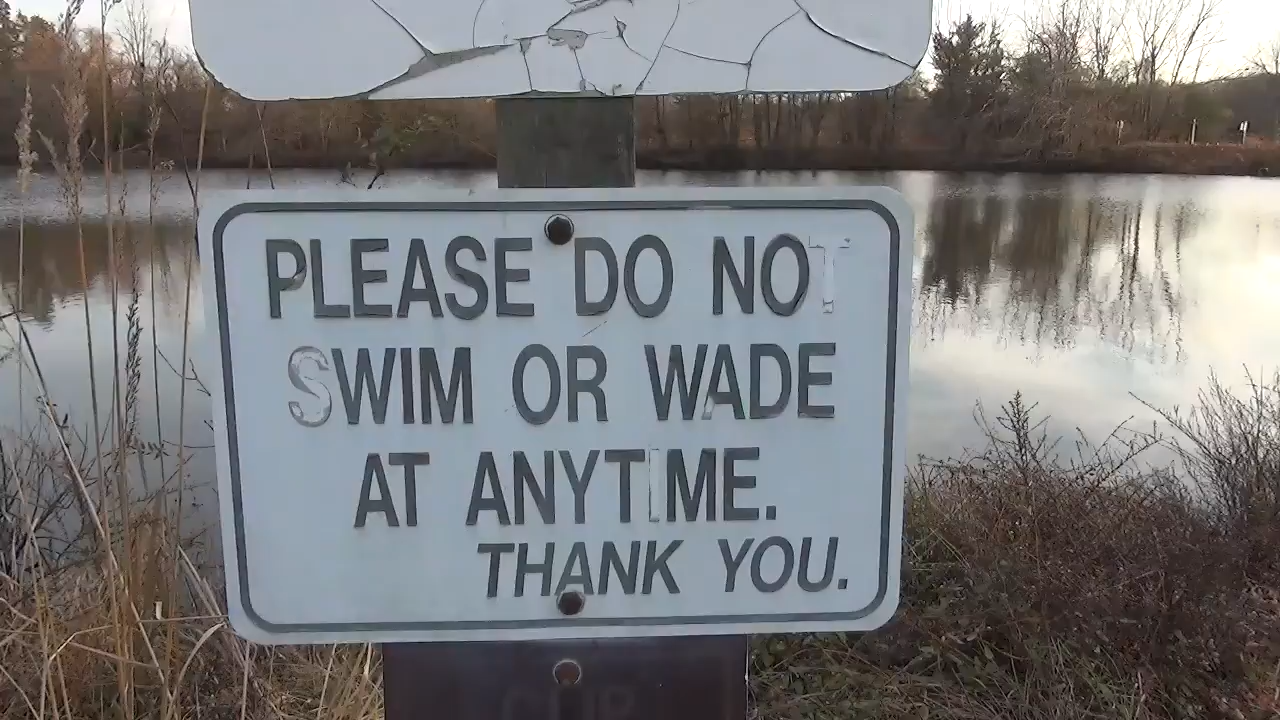 PLEASE DO NOT
SWIM OR WADE
AT ANYTIME.
THANK YOU.